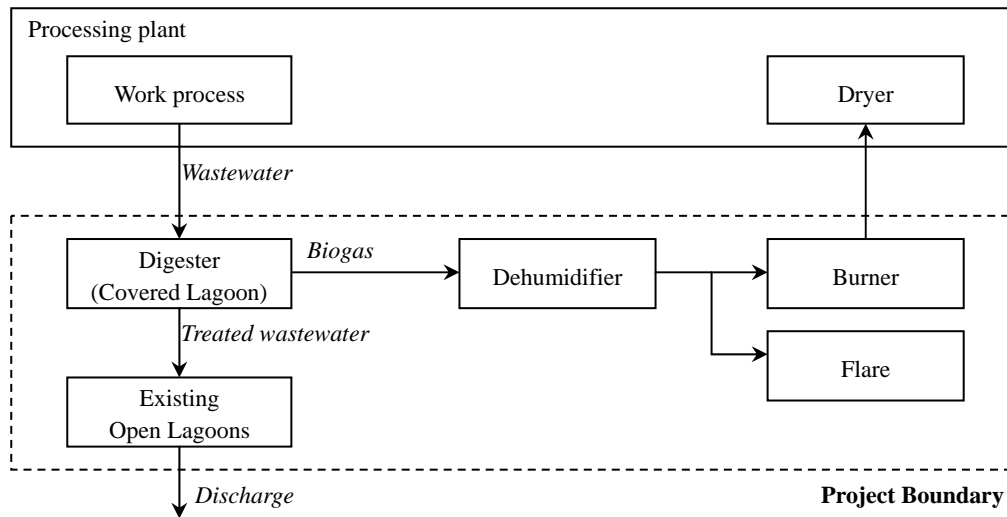 Processing plant
Work process
Dryer
Wastewater
Digester
(Covered Lagoon)
Biogas
Dehumidifier
Burner
Treated wastewater
Flare
Existing
Open Lagoons
Discharge
Project Boundary